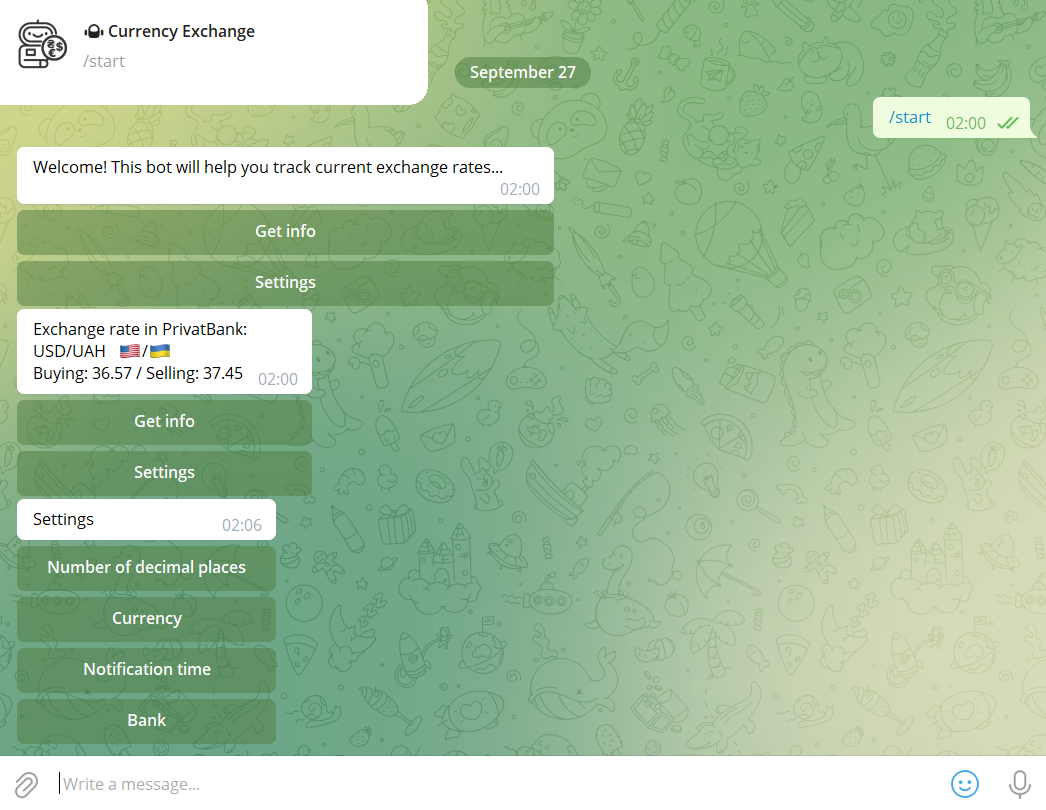 Currency Exchange
/start
September 27
/start 02:00
Welcome! This bot will help you track current exchange rates...
02:00
Get info
Settings
Exchange rate in PrivatBank:
USD/UAH 🇺🇸/🇺🇦
Buying: 36.57 / Selling: 37.45 02:00
Get info
Settings
Settings 02:06
Number of decimal places
Currency
Notification time
Bank
Write a message...